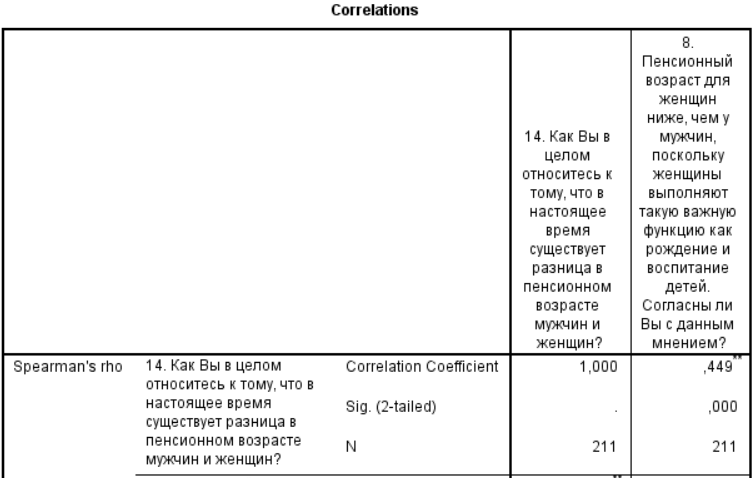 Correlations
14. Как Вы в
целом
относитесь к
тому, что в
настоящее
время
существует
разница в
пенсионном
возрасте
мужчин и
женщин?
8.
Пенсионный
возраст для
женщин
ниже, чем у
мужчин,
поскольку
женщины
выполняют
такую важную
функцию как
рождение и
воспитание
детей.
Согласны ли
Вы с данным
мнением?
Spearman's rho
14. Как Вы в целом
относитесь к тому, что в
настоящее время
существует разница в
пенсионном возрасте
мужчин и женщин?
Correlation Coefficient 1,000 ,449**
Sig. (2-tailed) . ,000
N 211 211
**